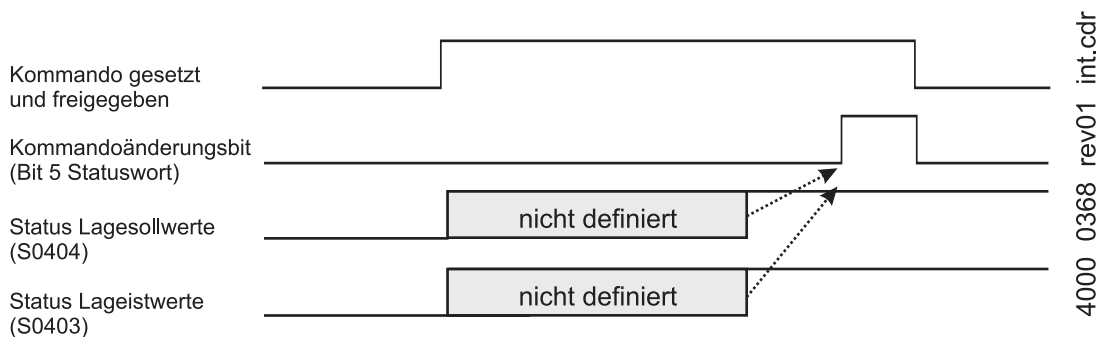 Kommando gesetzt
und freigegeben
Kommandoänderungsbit
(Bit 5 Statuswort)
Status Lagesollwerte
(S0404)
nicht definiert
Status Lageistwerte
(S0403)
nicht definiert
4000 0368 rev01 int.cdr